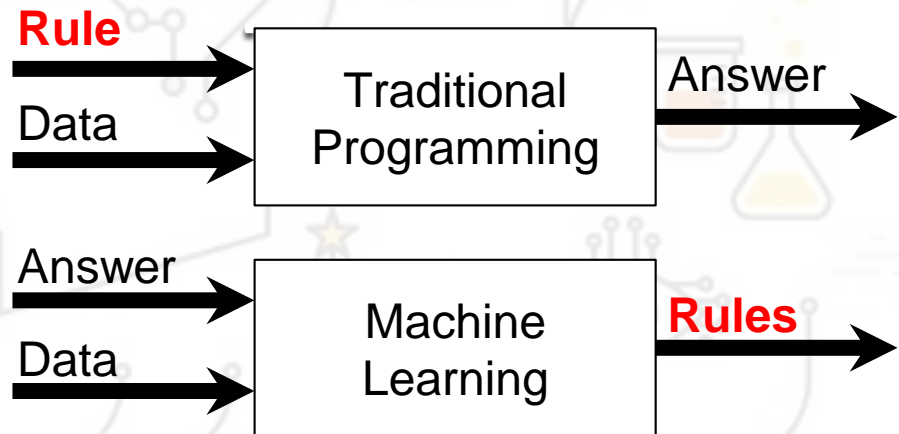 Rule
Data
Traditional
Programming
Answer
Answer
Data
Machine
Learning
Rules